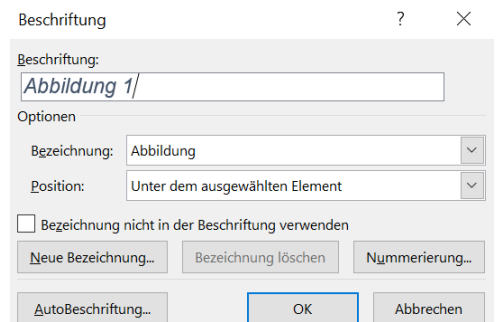 Beschriftung ?
Beschriftung:
Abbildung 1
Optionen
Bezeichnung: Abbildung
Position: Unter dem ausgewählten Element
Bezeichnung nicht in der Beschriftung verwenden
Neue Bezeichnung... Bezeichnung löschen Nummerierung...
AutoBeschriftung... OK Abbrechen